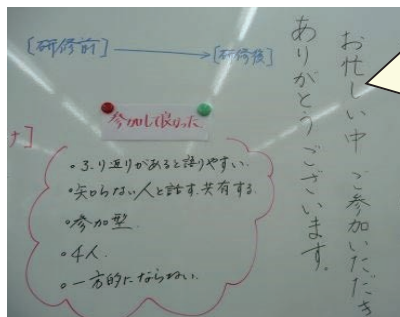 お忙しい中 ご参加いただき
ありがとうございます。
[研修前]
[研修後]
参加して良かった
・ふり返りがあると語りやすい.
・知らない人と話す.共有する.
・参加型.
・4人.
・一方的にならない.